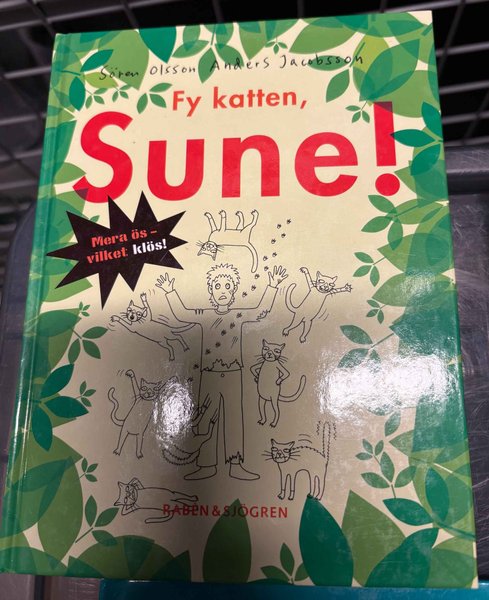 Sören Olsson Anders Jacobsson
Fy katten,
Sune!
Mera ös –
vilket klös!
RABÉN & SJÖGREN